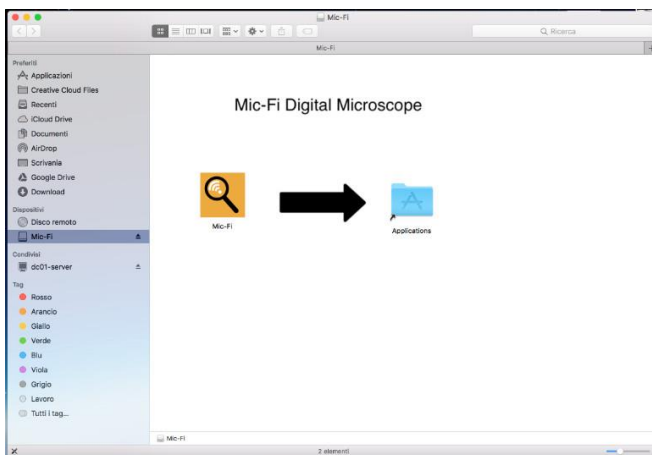 Mic-Fi
Ricerca
Mic-Fi
Preferiti
Applicazioni
Creative Cloud Files
Recenti
iCloud Drive
Documenti
AirDrop
Scrivania
Google Drive
Download
Dispositivi
Disco remoto
Mic-Fi
Condivisi
dc01-server
Tag
Rosso
Arancio
Giallo
Verde
Blu
Viola
Grigio
Lavoro
Tutti i tag...
Mic-Fi Digital Microscope
Mic-Fi
Applications
Mic-Fi
2 elementi